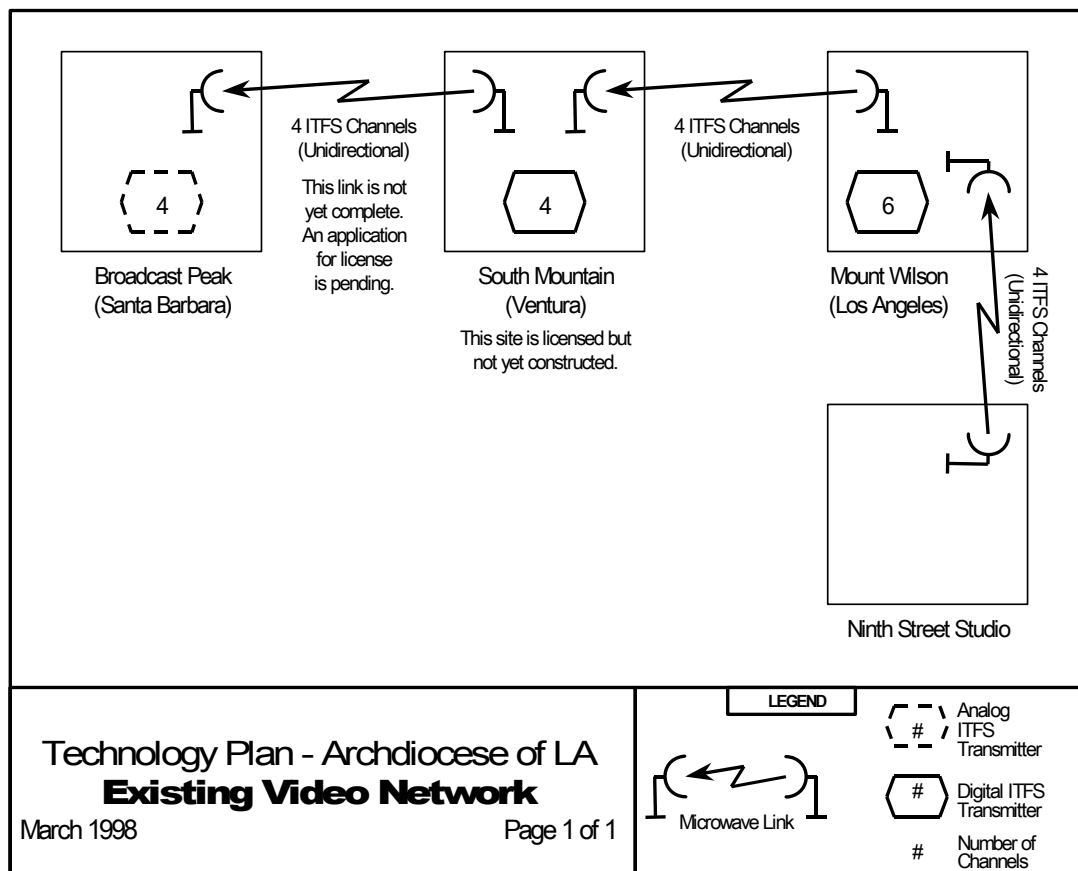 4 ITFS Channels
(Unidirectional)
This link is not
yet complete.
An application
for license
is pending.
4 ITFS Channels
(Unidirectional)
4
4
6
Broadcast Peak
(Santa Barbara)
South Mountain
(Ventura)
This site is licensed but
not yet constructed.
Mount Wilson
(Los Angeles)
4 ITFS Channels
(Unidirectional)
Ninth Street Studio
Technology Plan - Archdiocese of LA
Existing Video Network
March 1998
Page 1 of 1
LEGEND
Microwave Link
#
Analog
ITFS
Transmitter
#
Digital ITFS
Transmitter
#
Number of
Channels